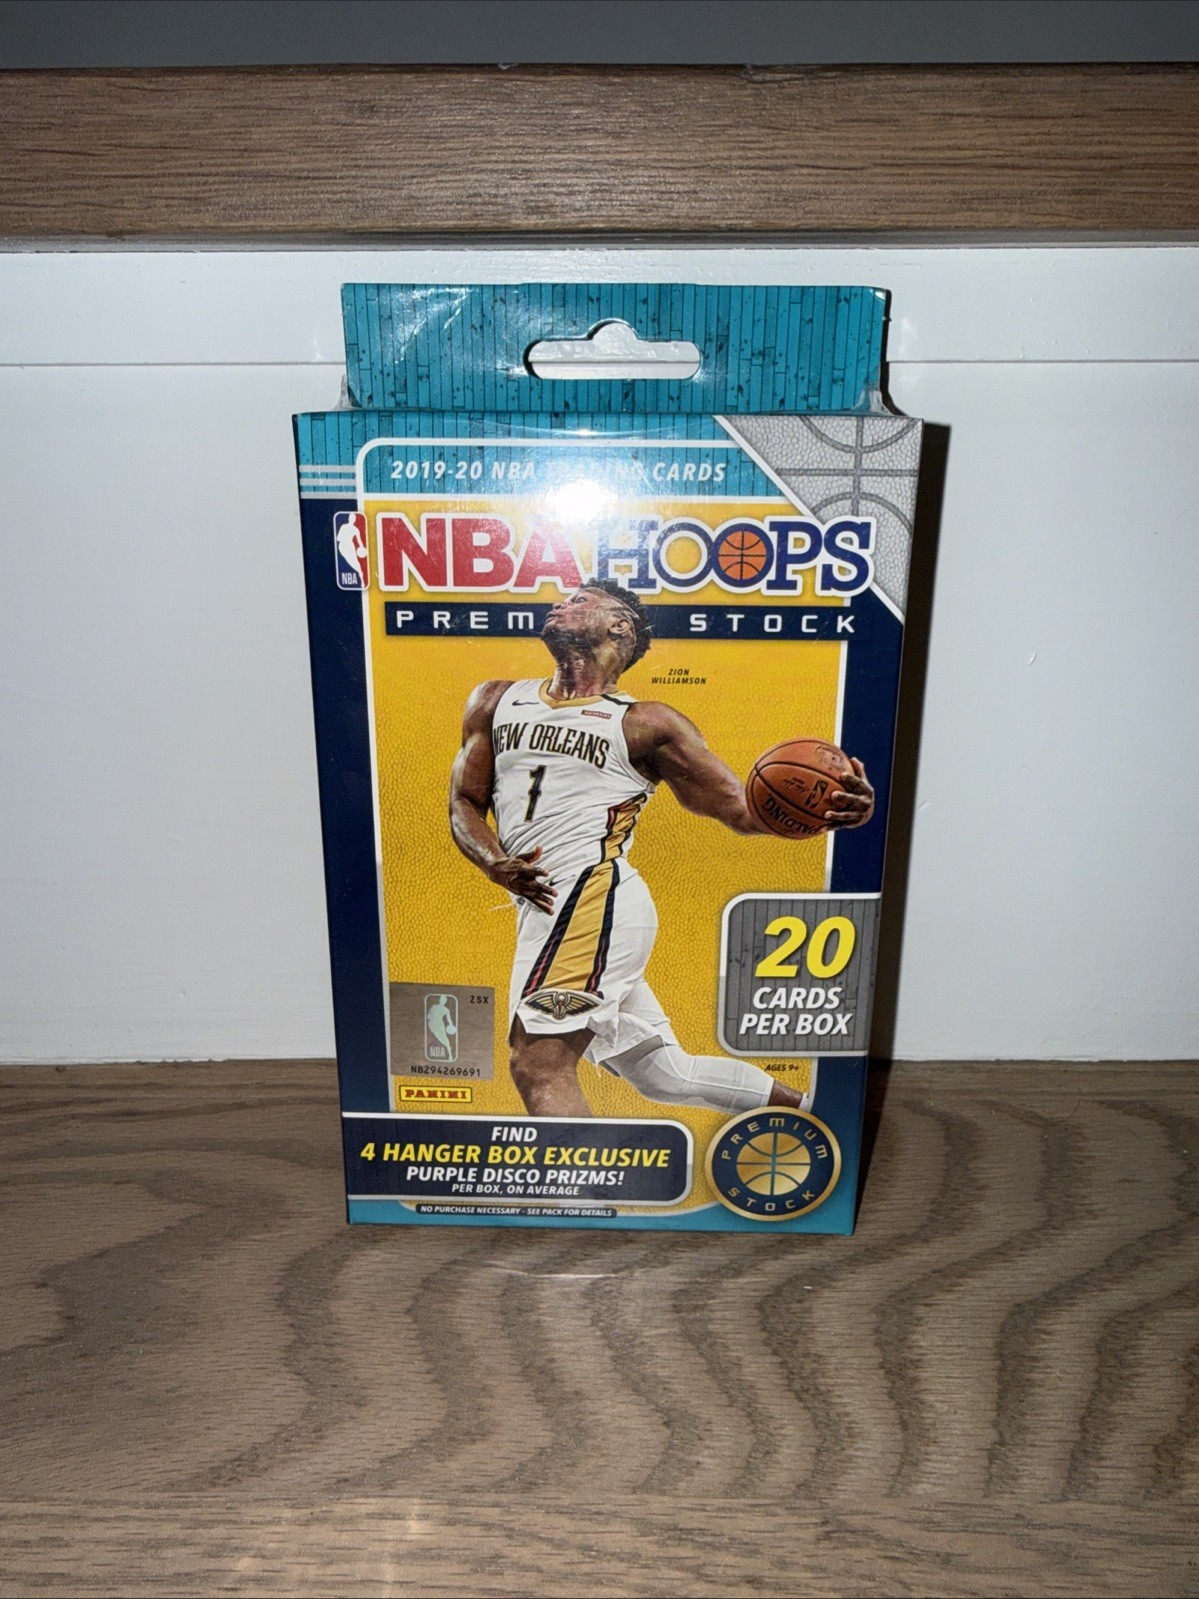 2019-20 NBA TRADING CARDS
NBA HOOPS
NBA
PREM STOCK
ZION
WILLIAMSON
NEW ORLEANS
1
SPALDING
20
CARDS
PER BOX
ZSX
NBA
NB294269691
AGES 9+
PANINI
FIND
4 HANGER BOX EXCLUSIVE
PURPLE DISCO PRIZMS!
PER BOX, ON AVERAGE
PREMIUM
STOCK
NO PURCHASE NECESSARY - SEE PACK FOR DETAILS